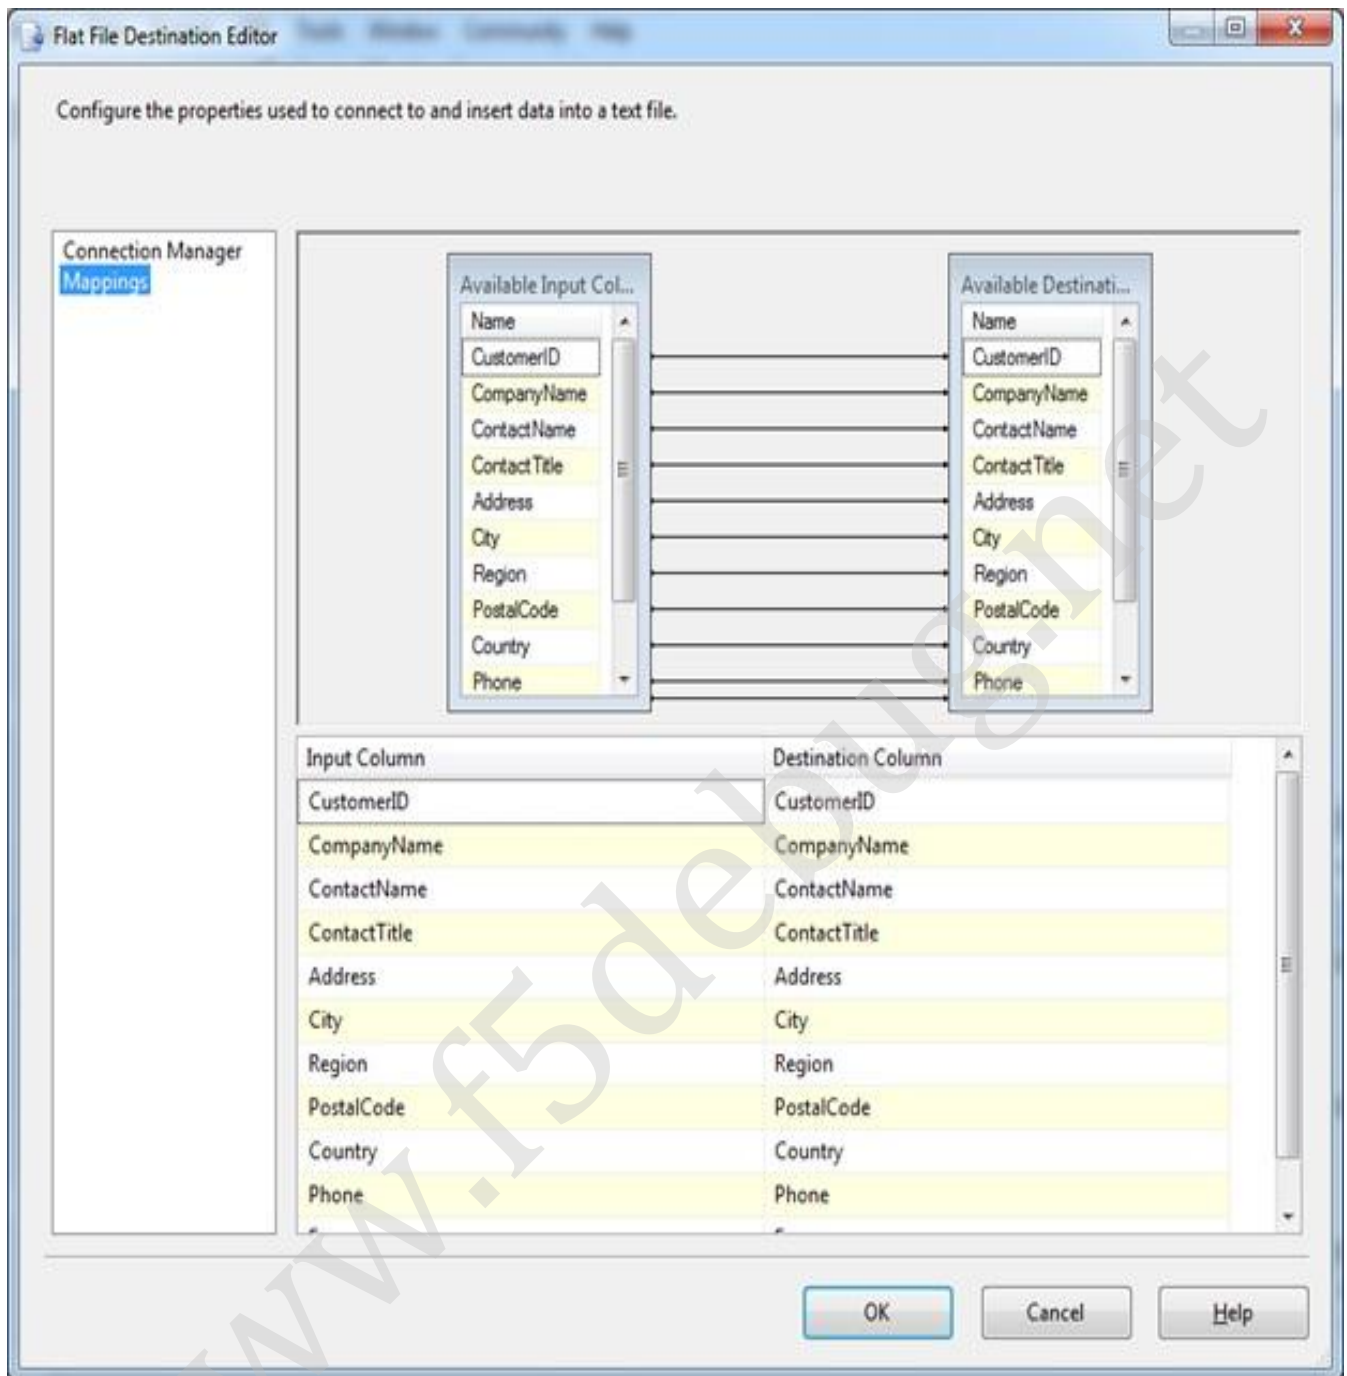 Flat File Destination Editor
Tools Window Community Help
Configure the properties used to connect to and insert data into a text file.
Connection Manager
Mappings
Available Input Col...
Name
CustomerID
CompanyName
ContactName
ContactTitle
Address
City
Region
PostalCode
Country
Phone
Available Destinati...
Name
CustomerID
CompanyName
ContactName
ContactTitle
Address
City
Region
PostalCode
Country
Phone
Input Column Destination Column
CustomerID CustomerID
CompanyName CompanyName
ContactName ContactName
ContactTitle ContactTitle
Address Address
City City
Region Region
PostalCode PostalCode
Country Country
Phone Phone
OK Cancel Help
www.f5debug.net